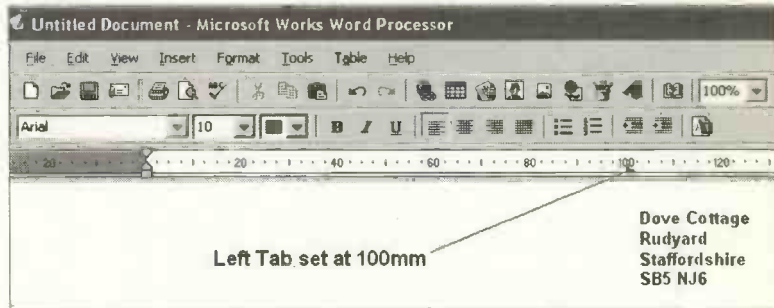 Untitled Document - Microsoft Works Word Processor
File Edit View Insert Format Tools Table Help
100%
Arial 10 B I U
20 20 40 60 80 100 120
Dove Cottage
Rudyard
Left Tab set at 100mm
Staffordshire
SB5 NJ6